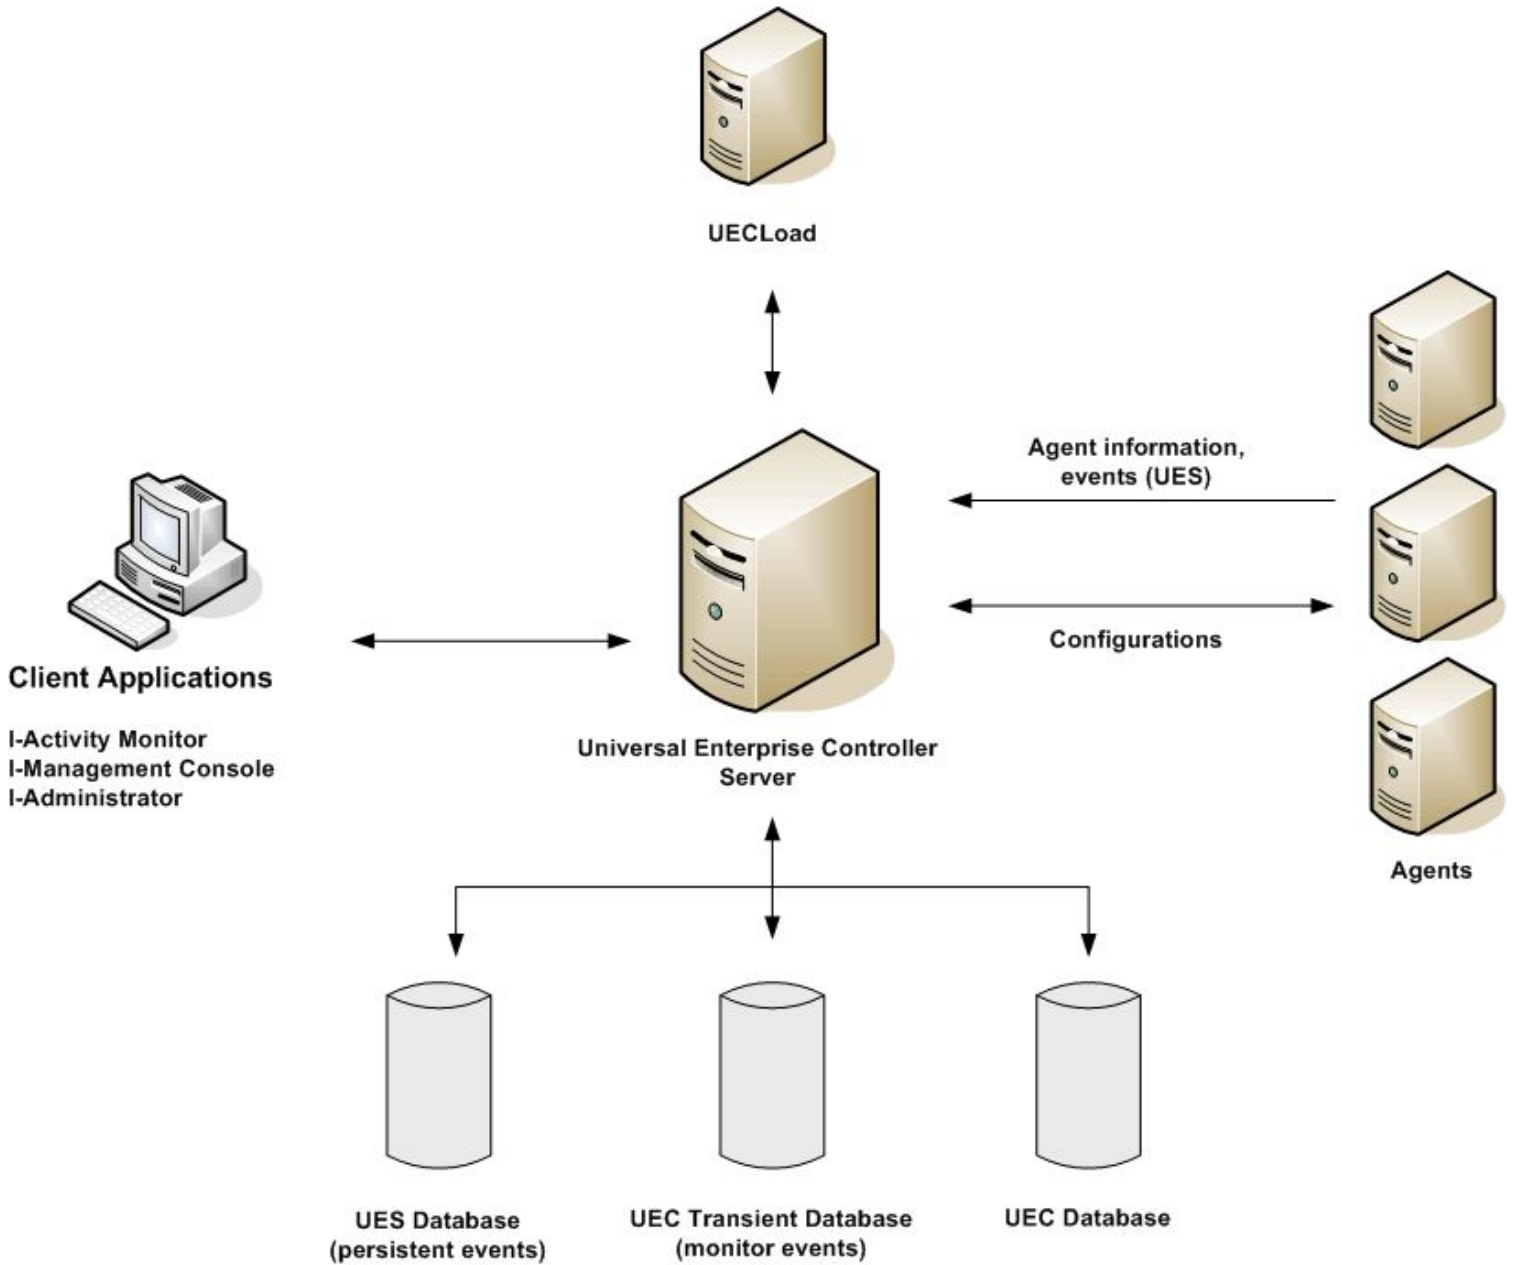 UECLoad
Agent information,
events (UES)
Configurations
Client Applications
I-Activity Monitor
I-Management Console
I-Administrator
Universal Enterprise Controller
Server
Agents
UES Database
(persistent events)
UEC Transient Database
(monitor events)
UEC Database